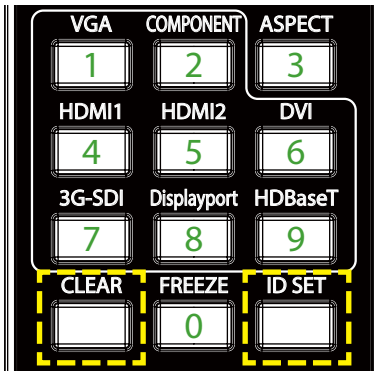 VGA COMPONENT ASPECT
1 2 3
HDMI1 HDMI2 DVI
4 5 6
3G-SDI Displayport HDBaseT
7 8 9
CLEAR FREEZE ID SET
0